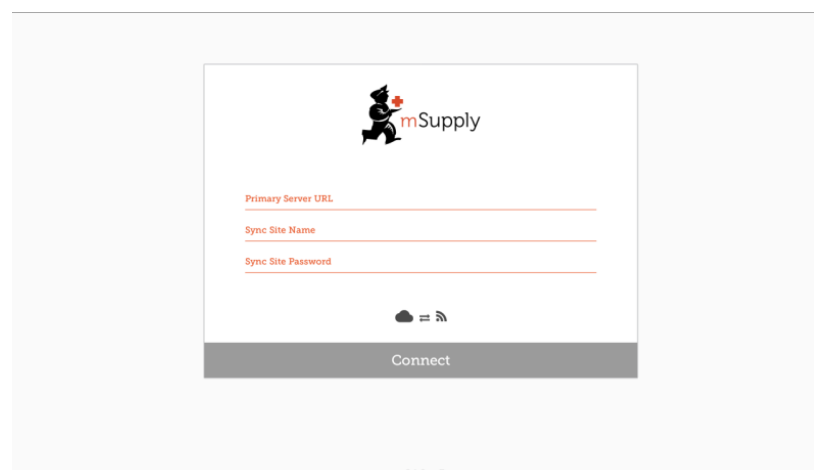 mSupply
Primary Server URL
Sync Site Name
Sync Site Password
Connect